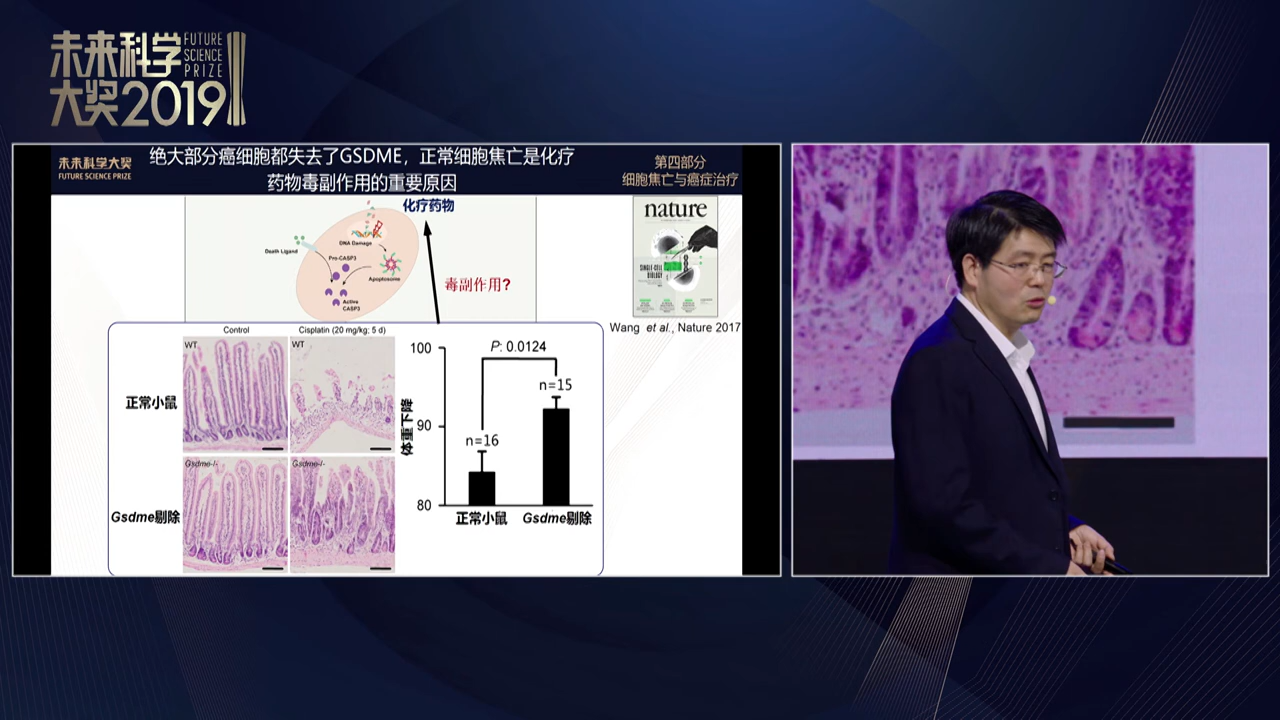 未来科学
大奖2019
FUTURE
SCIENCE
PRIZE
未来科学大奖
FUTURE SCIENCE PRIZE
绝大部分癌细胞都失去了GSDME，正常细胞焦亡是化疗
药物毒副作用的重要原因
第四部分
细胞焦亡与癌症治疗
化疗药物
DNA Damage
Death Ligand
Pro-CASP3
Apoptosome
Active
CASP3
毒副作用?
nature
SINGLE-CELL
BIOLOGY
Wang et al., Nature 2017
Control
Cisplatin (20 mg/kg; 5 d)
WT
WT
正常小鼠
Gsdme-/-
Gsdme-/-
Gsdme剔除
体重下降
100
90
80
P: 0.0124
n=16
n=15
正常小鼠
Gsdme剔除